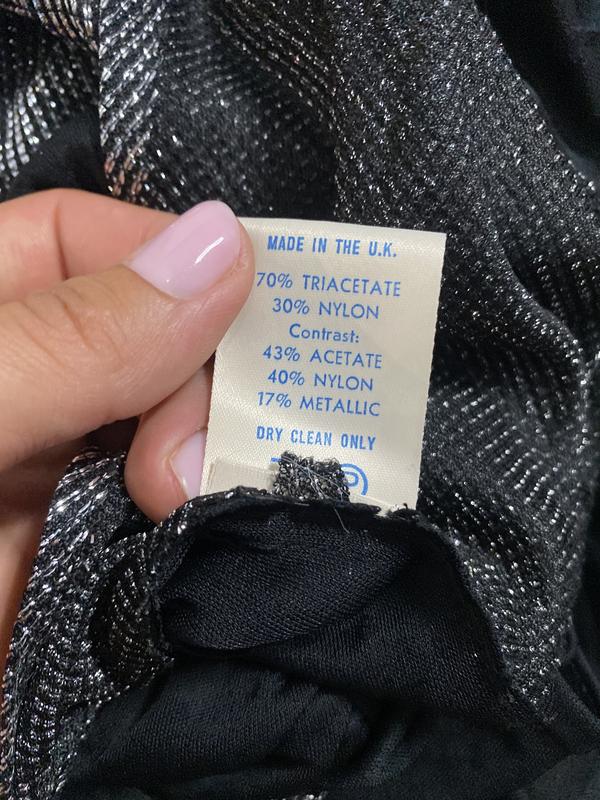 MADE IN THE U.K.
70% TRIACETATE
30% NYLON
Contrast:
43% ACETATE
40% NYLON
17% METALLIC
DRY CLEAN ONLY
P